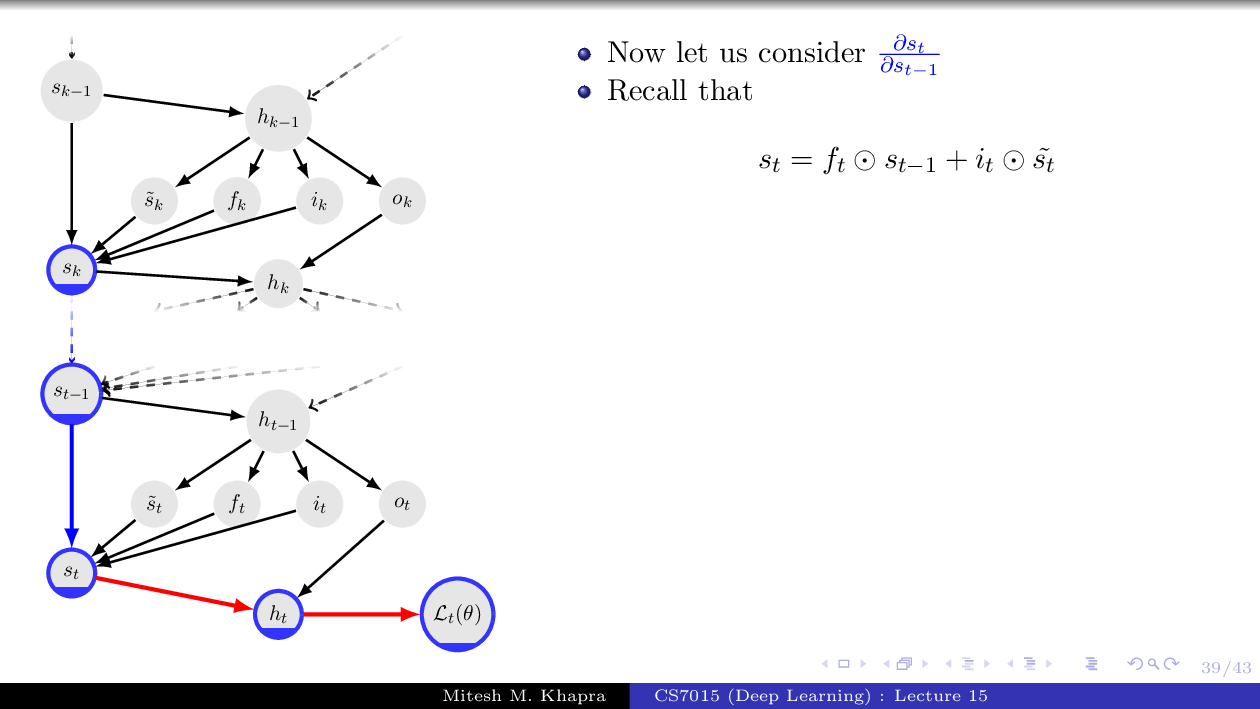 • Now let us consider ∂s_t/∂s_{t−1}
• Recall that
s_t = f_t ⊙ s_{t−1} + i_t ⊙ s̃_t
s_{k−1}
h_{k−1}
s̃_k f_k i_k o_k
s_k
h_k
s_{t−1}
h_{t−1}
s̃_t f_t i_t o_t
s_t
h_t ℒ_t(θ)
39/43
Mitesh M. Khapra CS7015 (Deep Learning) : Lecture 15